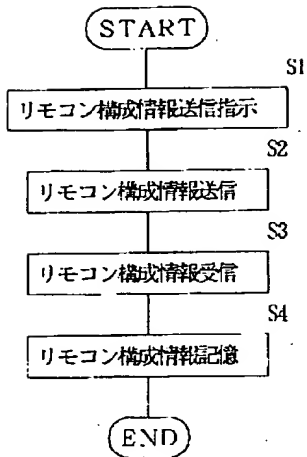 START
S1
リモコン構成情報送信指示
S2
リモコン構成情報送信
S3
リモコン構成情報受信
S4
リモコン構成情報記憶
END